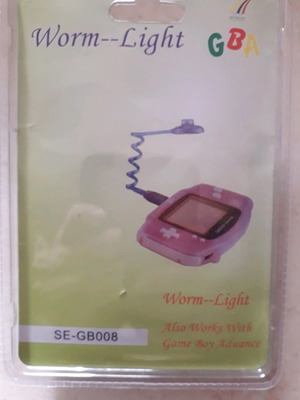 Worm--Light
GBA
Worm--Light
Also Works With
Game Boy Advance
SE-GB008